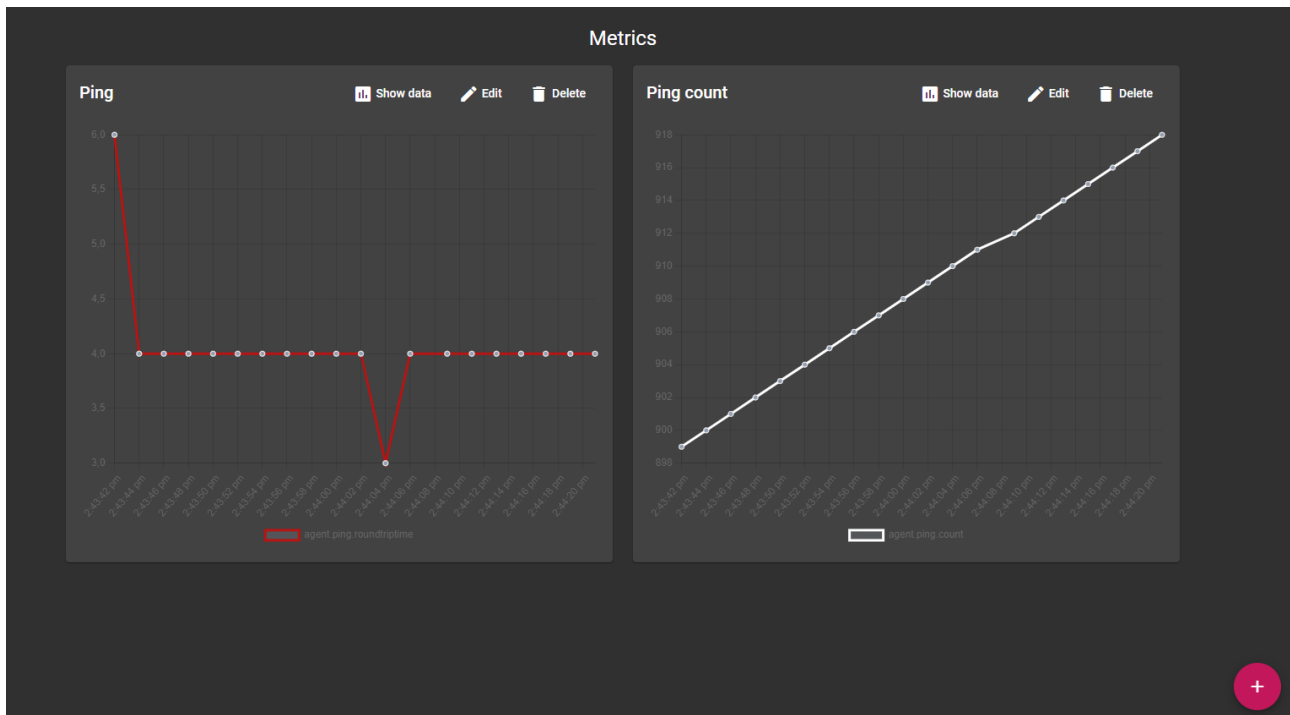 Metrics
Ping
Show data
Edit
Delete
6,0
5,5
5,0
4,5
4,0
3,5
3,0
2:43:42 pm
2:43:44 pm
2:43:46 pm
2:43:48 pm
2:43:50 pm
2:43:52 pm
2:43:54 pm
2:43:56 pm
2:43:58 pm
2:44:00 pm
2:44:02 pm
2:44:04 pm
2:44:06 pm
2:44:08 pm
2:44:10 pm
2:44:12 pm
2:44:14 pm
2:44:16 pm
2:44:18 pm
2:44:20 pm
agent.ping.roundtriptime
Ping count
Show data
Edit
Delete
918
916
914
912
910
908
906
904
902
900
898
2:43:42 pm
2:43:44 pm
2:43:46 pm
2:43:48 pm
2:43:50 pm
2:43:52 pm
2:43:54 pm
2:43:56 pm
2:43:58 pm
2:44:00 pm
2:44:02 pm
2:44:04 pm
2:44:06 pm
2:44:08 pm
2:44:10 pm
2:44:12 pm
2:44:14 pm
2:44:16 pm
2:44:18 pm
2:44:20 pm
agent.ping.count
+